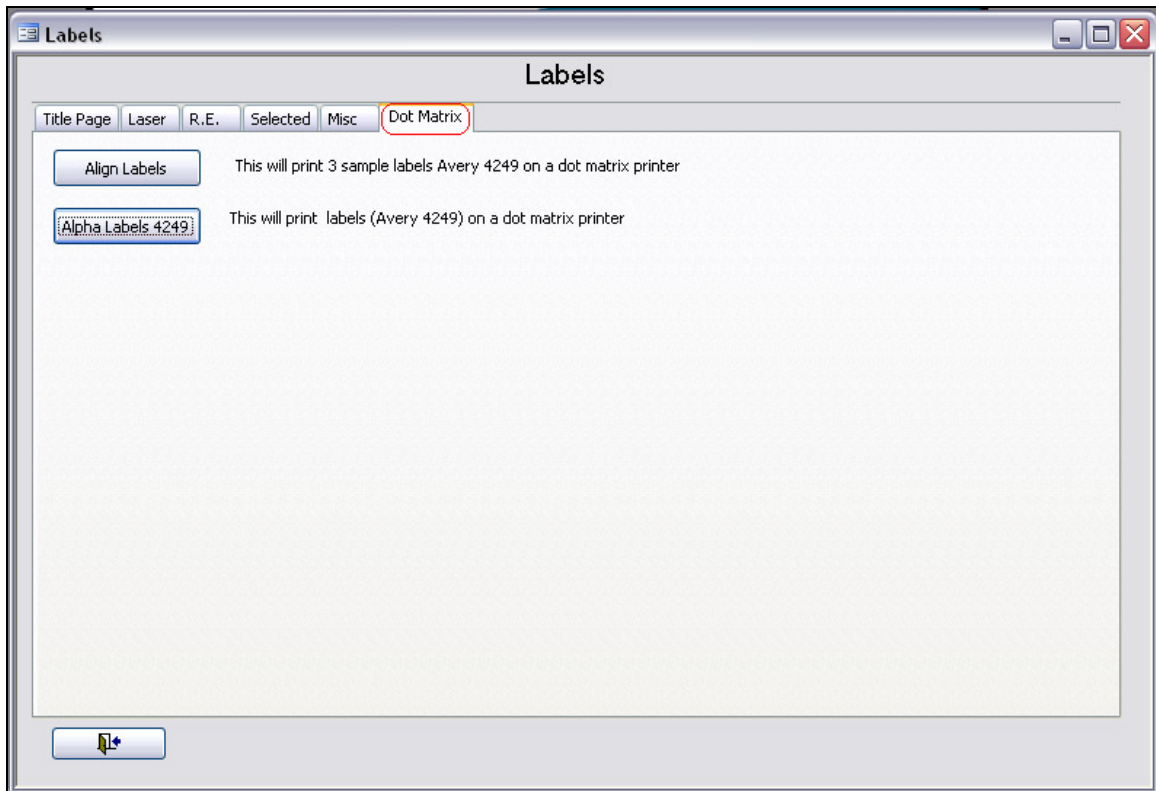 Labels
Labels
Title Page Laser R.E. Selected Misc Dot Matrix
Align Labels This will print 3 sample labels Avery 4249 on a dot matrix printer
Alpha Labels 4249 This will print labels (Avery 4249) on a dot matrix printer